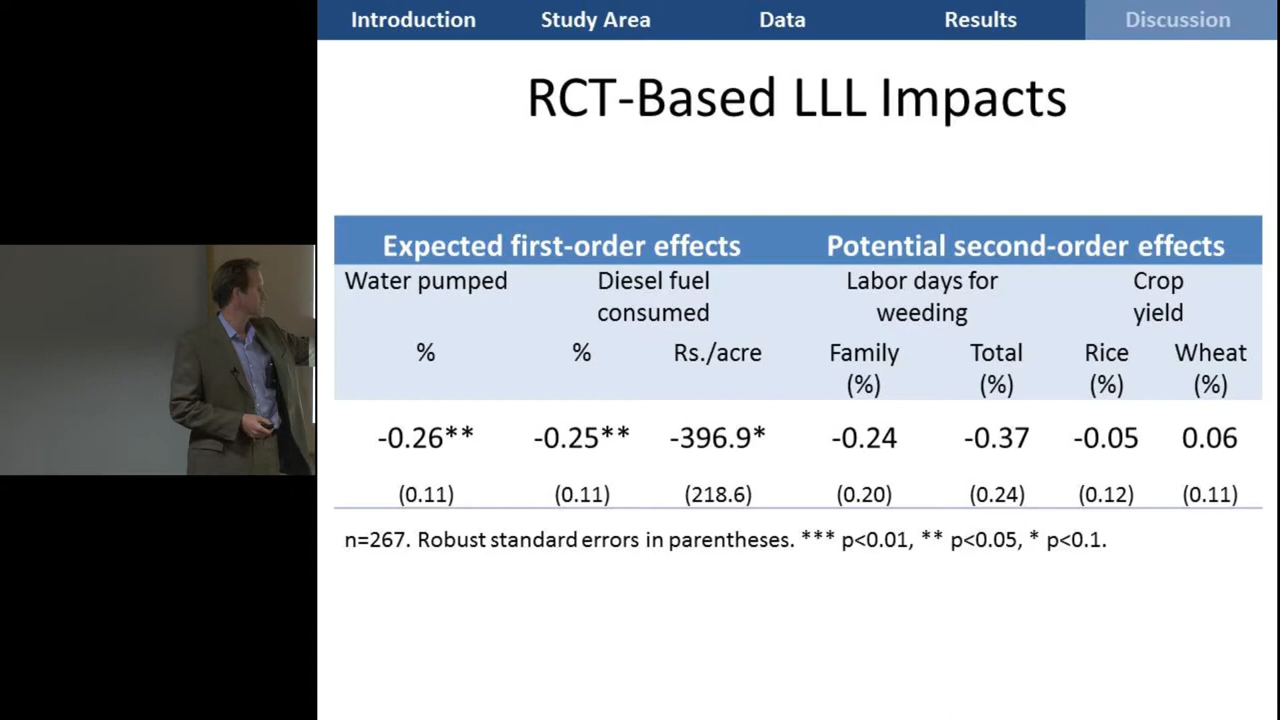 Introduction Study Area Data Results Discussion
RCT-Based LLL Impacts
Expected first-order effects Potential second-order effects
Water pumped Diesel fuel consumed Labor days for weeding Crop yield
% % Rs./acre Family (%) Total (%) Rice (%) Wheat (%)
-0.26** -0.25** -396.9* -0.24 -0.37 -0.05 0.06
(0.11) (0.11) (218.6) (0.20) (0.24) (0.12) (0.11)
n=267. Robust standard errors in parentheses. *** p<0.01, ** p<0.05, * p<0.1.